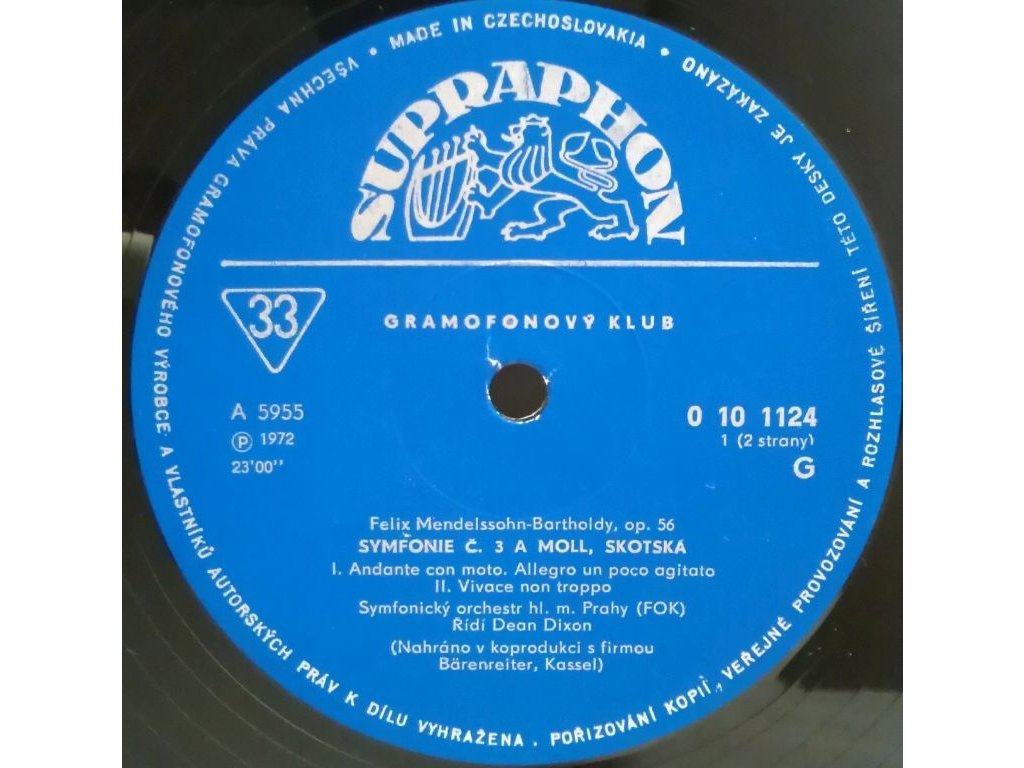 MADE IN CZECHOSLOVAKIA
SUPRAPHON
33
GRAMOFONOVÝ KLUB
A 5955
Ⓟ 1972
23'00"
0 10 1124
1 (2 strany)
G
Felix Mendelssohn-Bartholdy, op. 56
SYMFONIE Č. 3 A MOLL, SKOTSKÁ
I. Andante con moto. Allegro un poco agitato
II. Vivace non troppo
Symfonický orchestr hl. m. Prahy (FOK)
Řídí Dean Dixon
(Nahráno v koprodukci s firmou
Bärenreiter, Kassel)
• VŠECHNA PRÁVA GRAMOFONOVÉHO VÝROBCE A VLASTNÍKŮ AUTORSKÝCH PRÁV K DÍLU VYHRAŽENA . POŘIZOVÁNÍ KOPIÍ, VEŘEJNÉ PROVOZOVÁNÍ A ROZHLASOVÉ ŠÍŘENÍ TÉTO DESKY JE ZAKÁZÁNO •